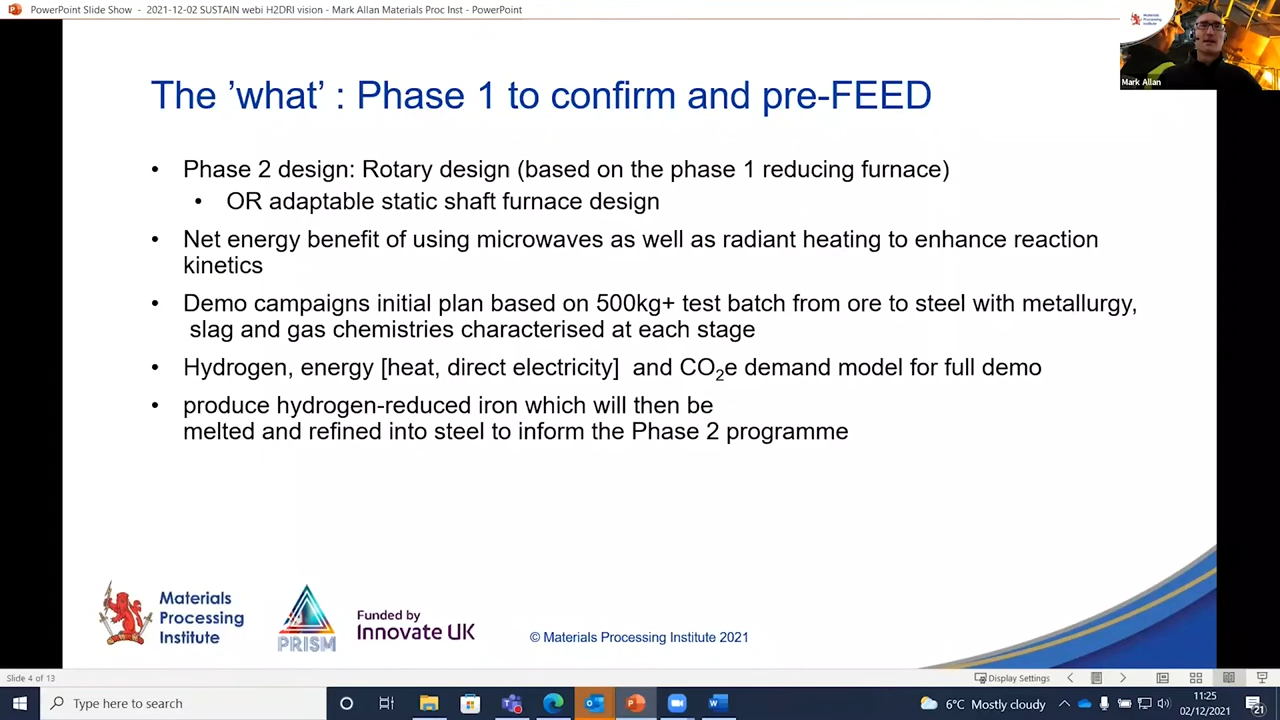 PowerPoint Slide Show - 2021-12-02 SUSTAIN webi H2DRI vision - Mark Allan Materials Proc Inst - PowerPoint
Materials
Processing
Institute
Mark Allan
The ’what’ : Phase 1 to confirm and pre-FEED
• Phase 2 design: Rotary design (based on the phase 1 reducing furnace)
• OR adaptable static shaft furnace design
• Net energy benefit of using microwaves as well as radiant heating to enhance reaction
kinetics
• Demo campaigns initial plan based on 500kg+ test batch from ore to steel with metallurgy,
slag and gas chemistries characterised at each stage
• Hydrogen, energy [heat, direct electricity] and CO₂e demand model for full demo
• produce hydrogen-reduced iron which will then be
melted and refined into steel to inform the Phase 2 programme
Materials
Processing
Institute
PRISM
Funded by
Innovate UK
© Materials Processing Institute 2021
Slide 4 of 13
Display Settings
Type here to search
6°C Mostly cloudy
11:25
02/12/2021
21